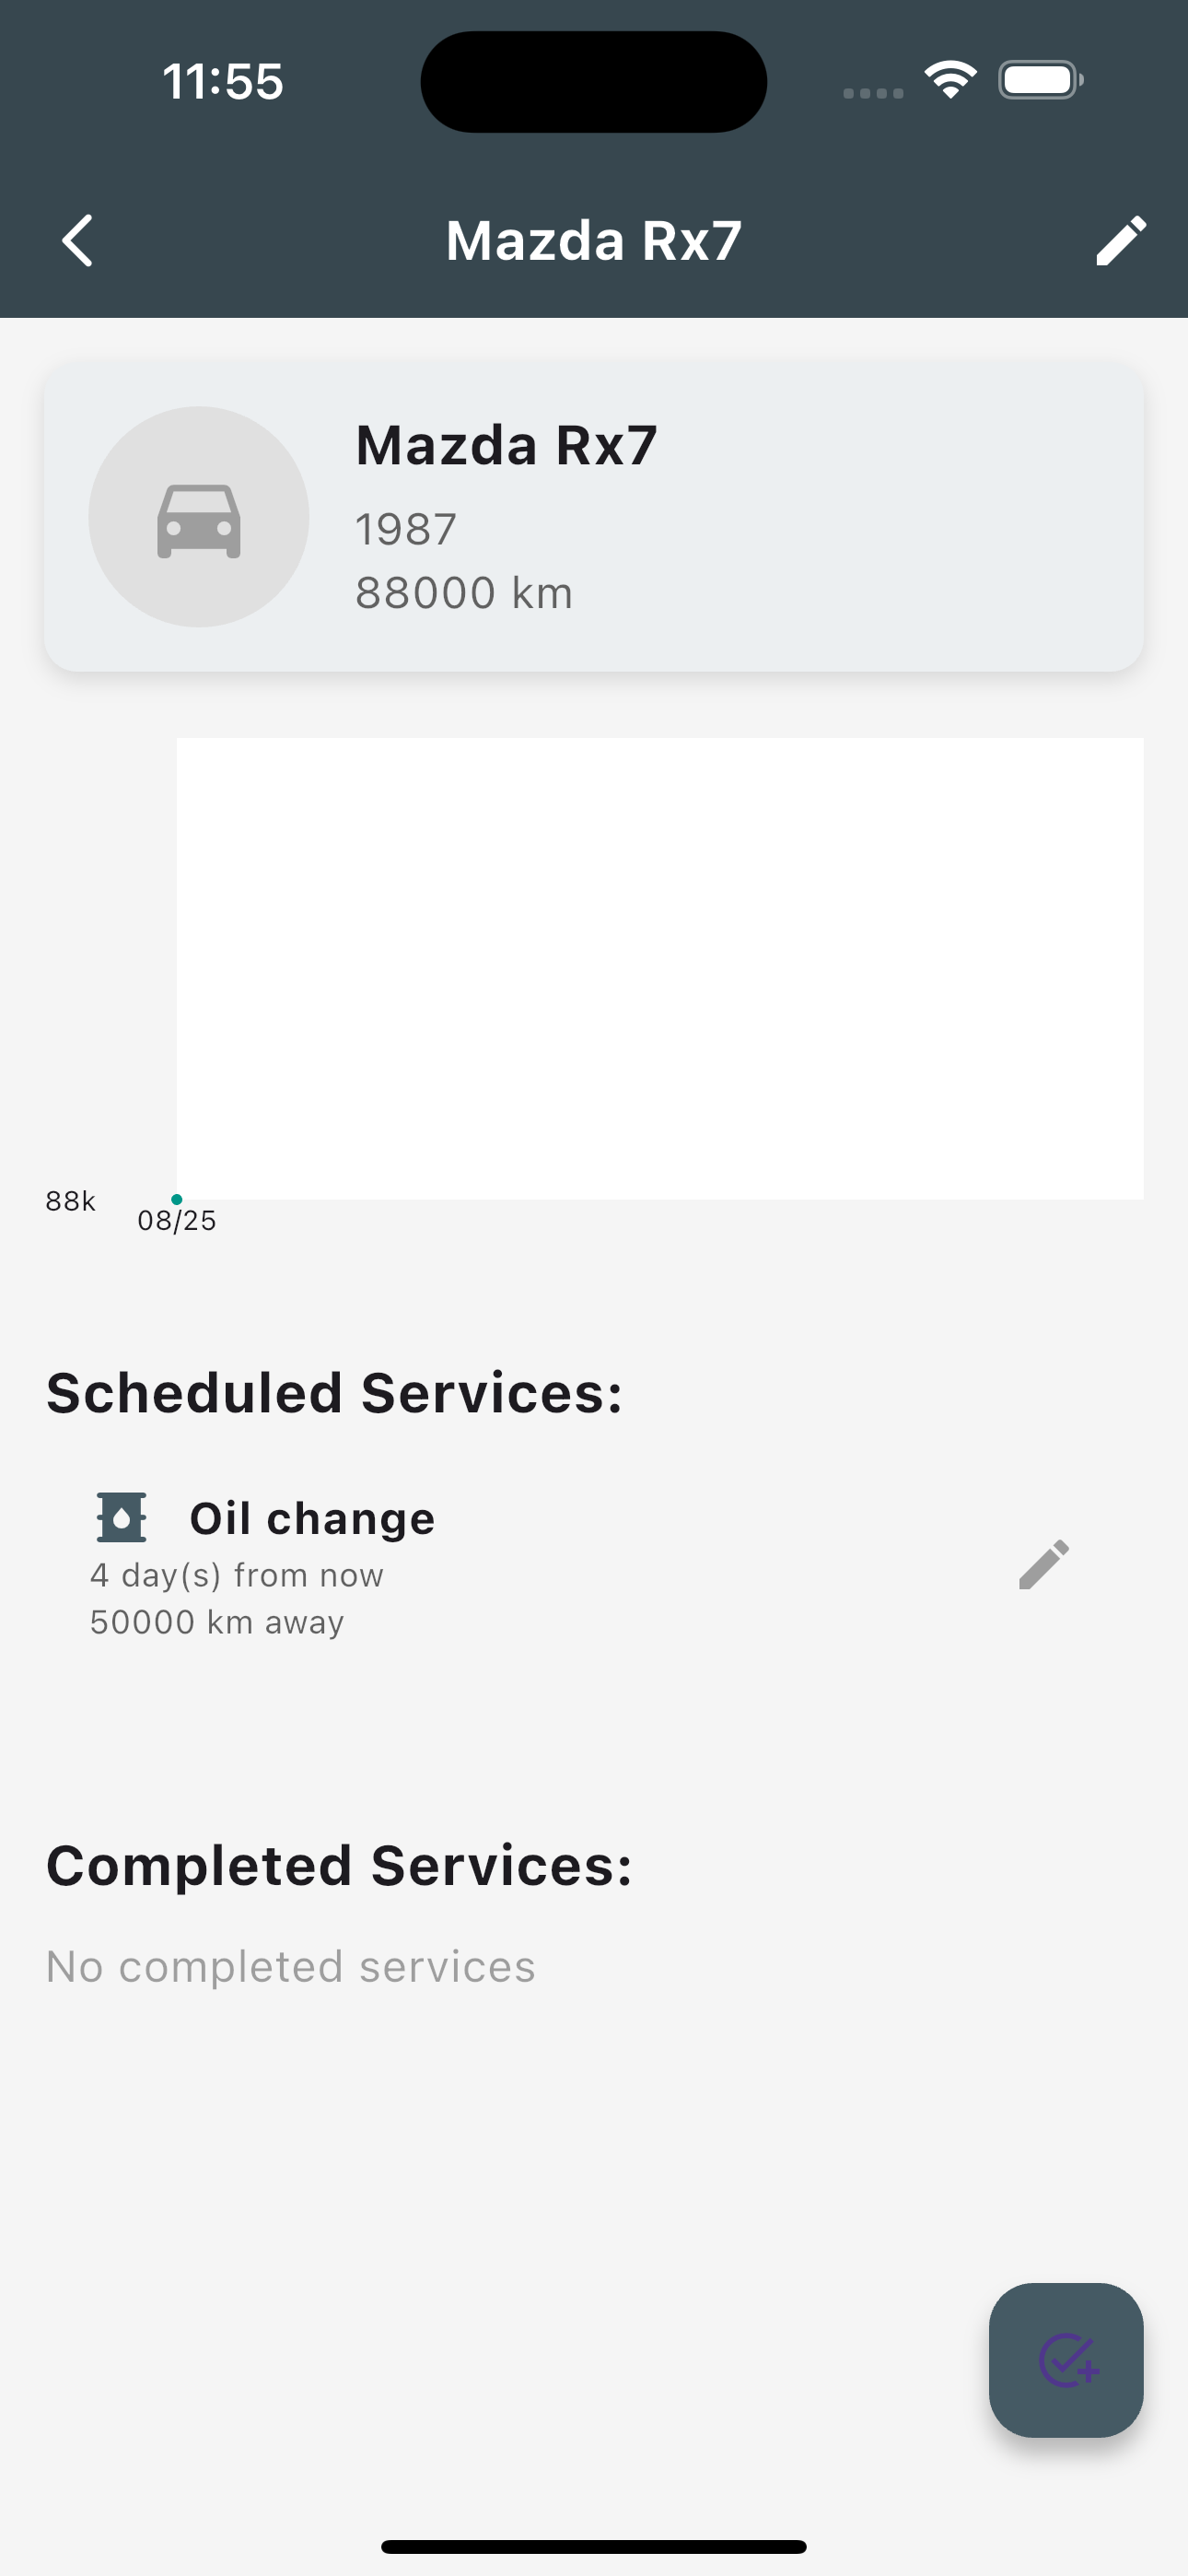 11:55
Mazda Rx7
Mazda Rx7
1987
88000 km
88k
08/25
Scheduled Services:
Oil change
4 day(s) from now
50000 km away
Completed Services:
No completed services